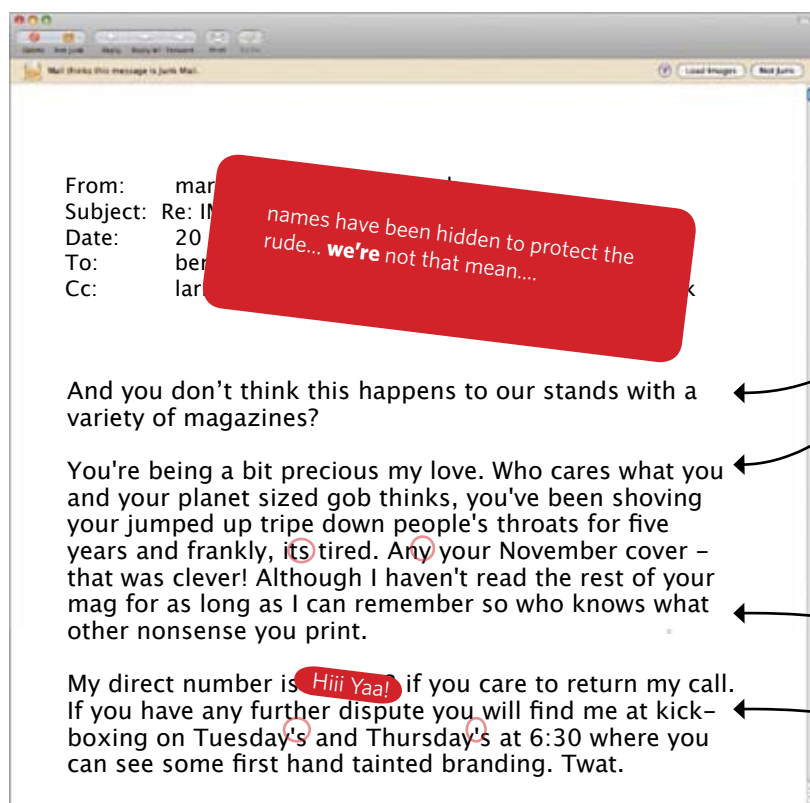 Mail thinks this message is Junk Mail.
Load Images
Not Junk
From: mar
Subject: Re: IM
Date: 20
To: ber
Cc: lar k
names have been hidden to protect the
rude... we're not that mean....
And you don’t think this happens to our stands with a
variety of magazines?
You're being a bit precious my love. Who cares what you
and your planet sized gob thinks, you've been shoving
your jumped up tripe down people's throats for five
years and frankly, its tired. Any your November cover –
that was clever! Although I haven't read the rest of your
mag for as long as I can remember so who knows what
other nonsense you print.
My direct number is Hiii Yaa! if you care to return my call.
If you have any further dispute you will find me at kick–
boxing on Tuesday's and Thursday's at 6:30 where you
can see some first hand tainted branding. Twat.